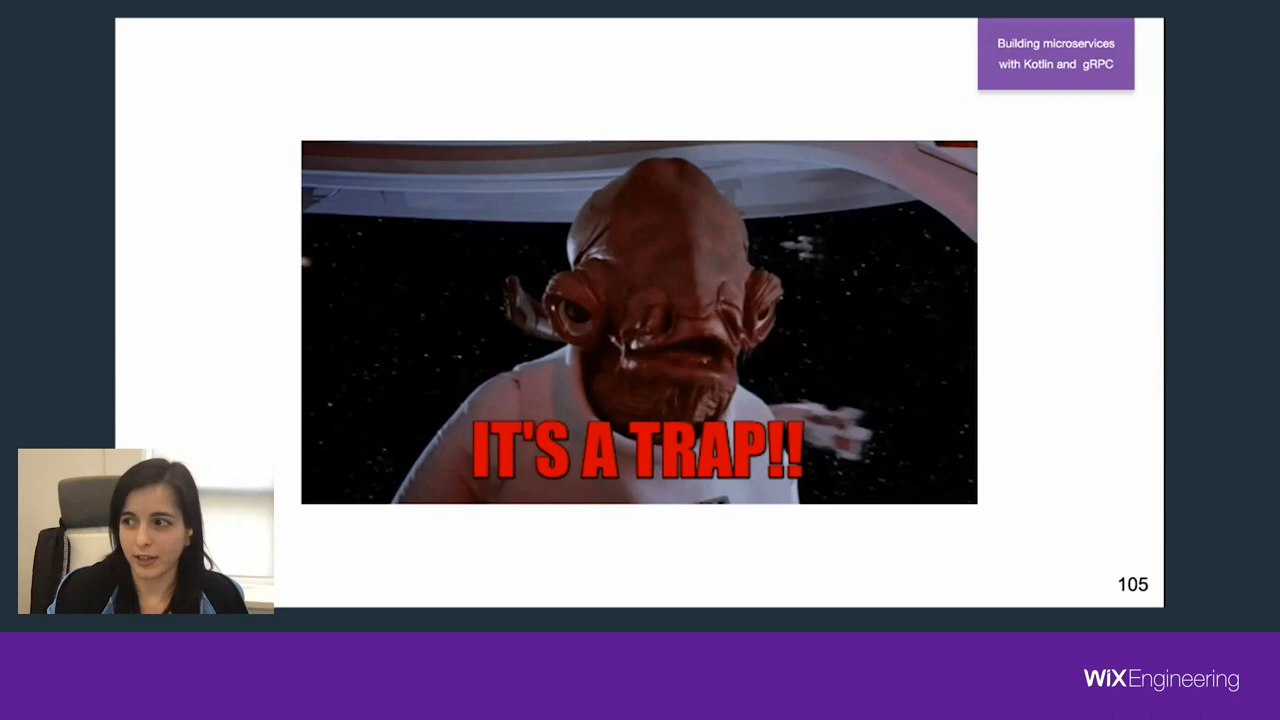 Building microservices
with Kotlin and gRPC
IT'S A TRAP!!
105
WiXEngineering